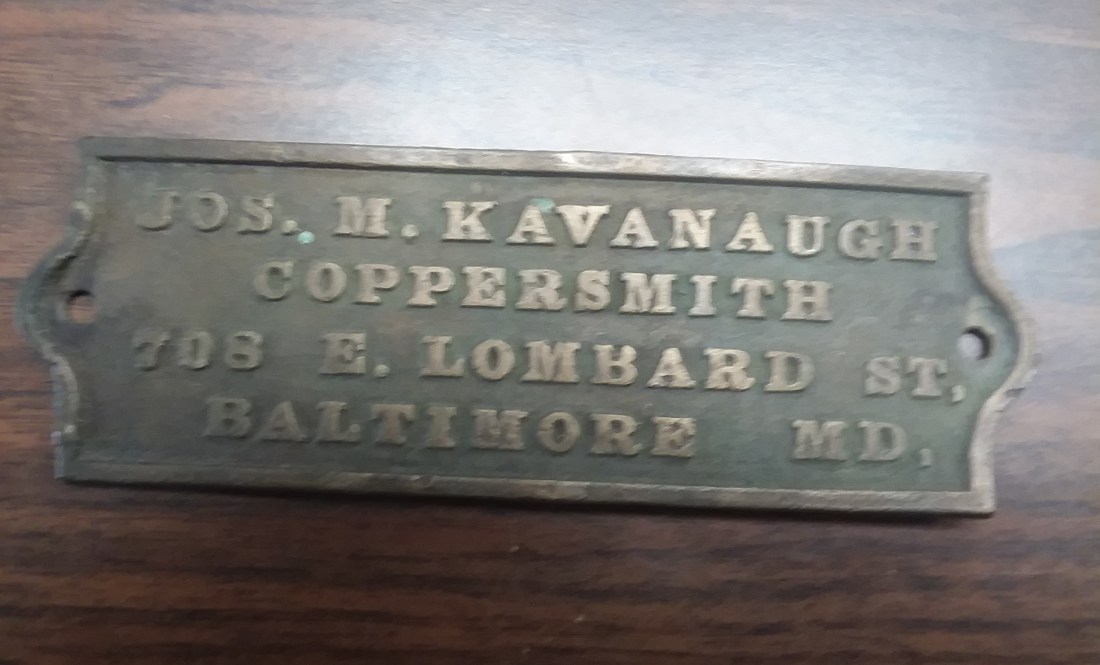 JOS. M. KAVANAUGH
COPPERSMITH
708 E. LOMBARD ST,
BALTIMORE MD,